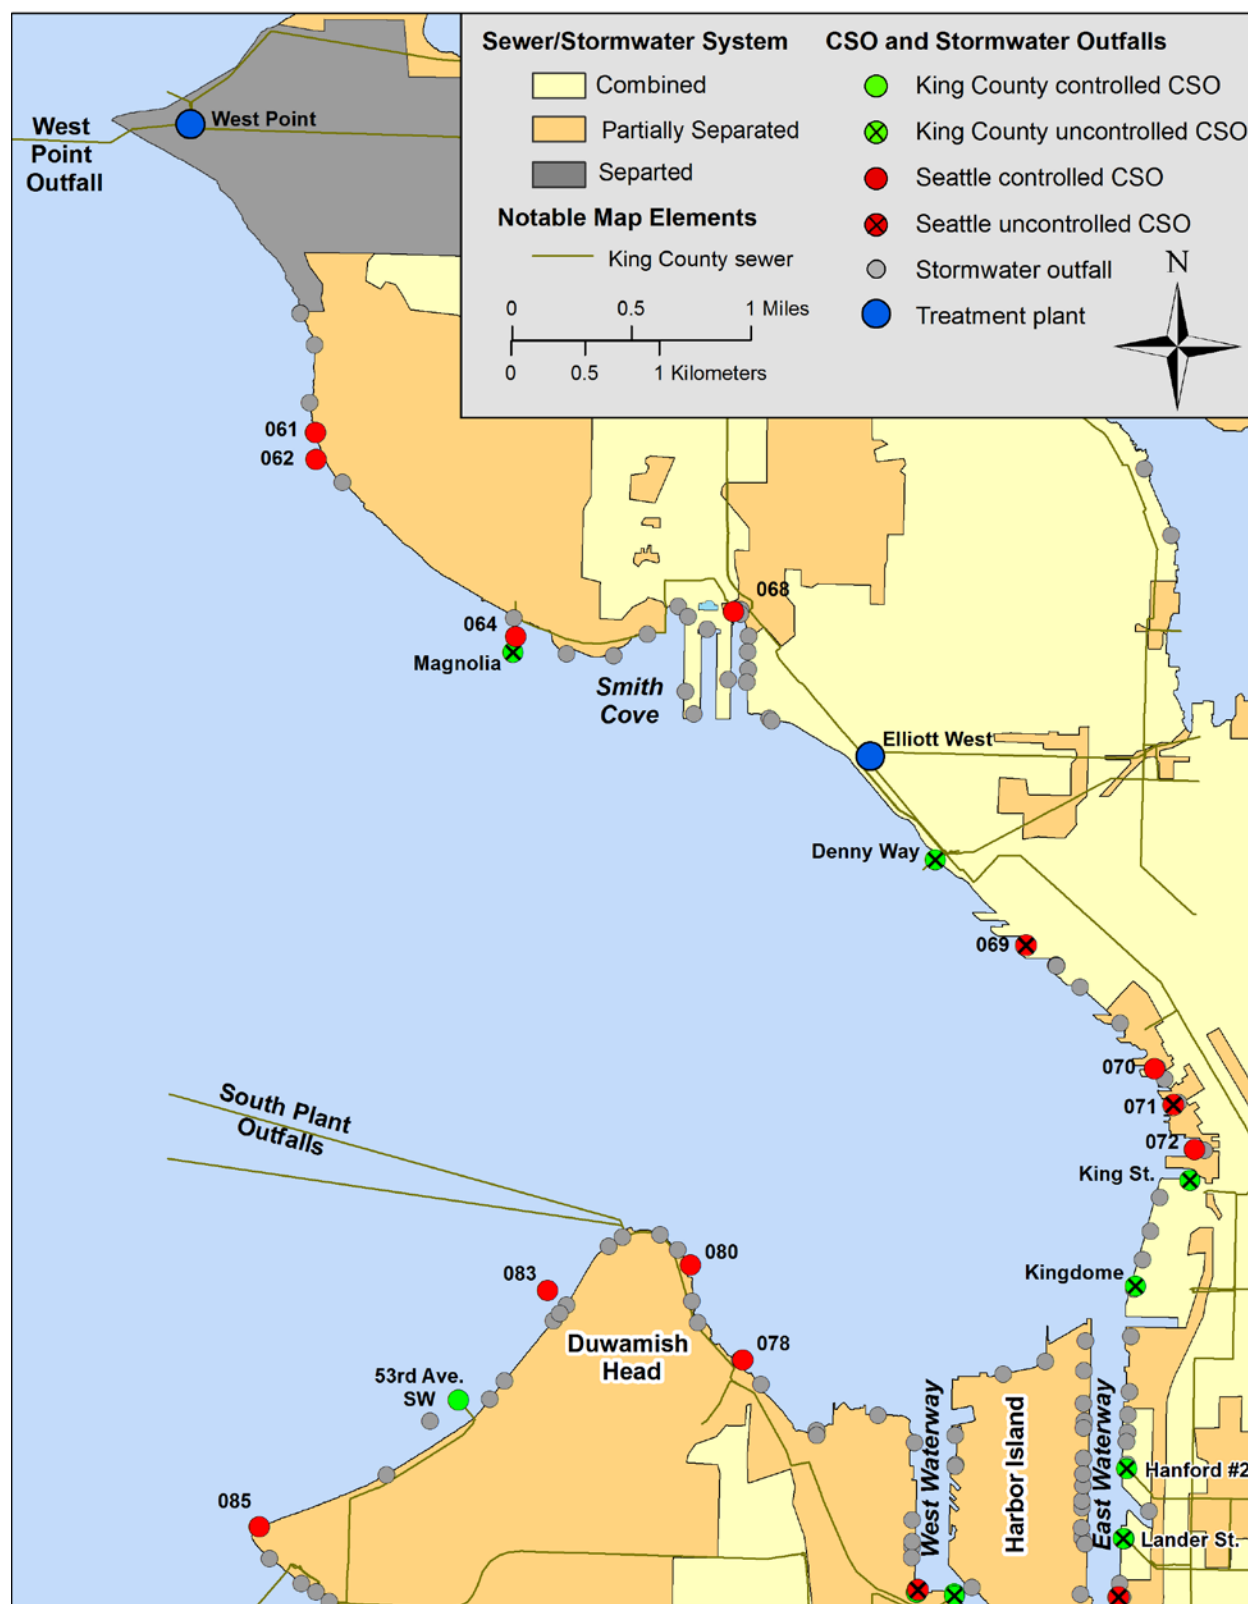 Sewer/Stormwater System
Combined
Partially Separated
Separted
Notable Map Elements
King County sewer
0 0.5 1 Miles
0 0.5 1 Kilometers
CSO and Stormwater Outfalls
King County controlled CSO
King County uncontrolled CSO
Seattle controlled CSO
Seattle uncontrolled CSO
Stormwater outfall
Treatment plant
N
West Point
West
Point
Outfall
061
062
068
064
Magnolia
Smith
Cove
Elliott West
Denny Way
069
070
071
072
King St.
South Plant
Outfalls
080
083
Kingdome
078
Duwamish
Head
53rd Ave.
SW
West Waterway
Harbor Island
East Waterway
Hanford #2
085
Lander St.